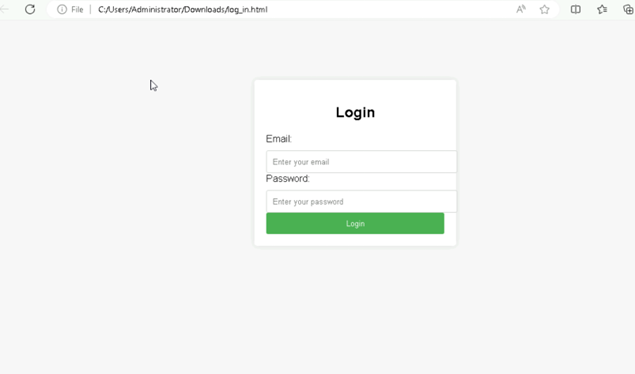 File C:/Users/Administrator/Downloads/log_in.html
Login
Email:
Enter your email
Password:
Enter your password
Login